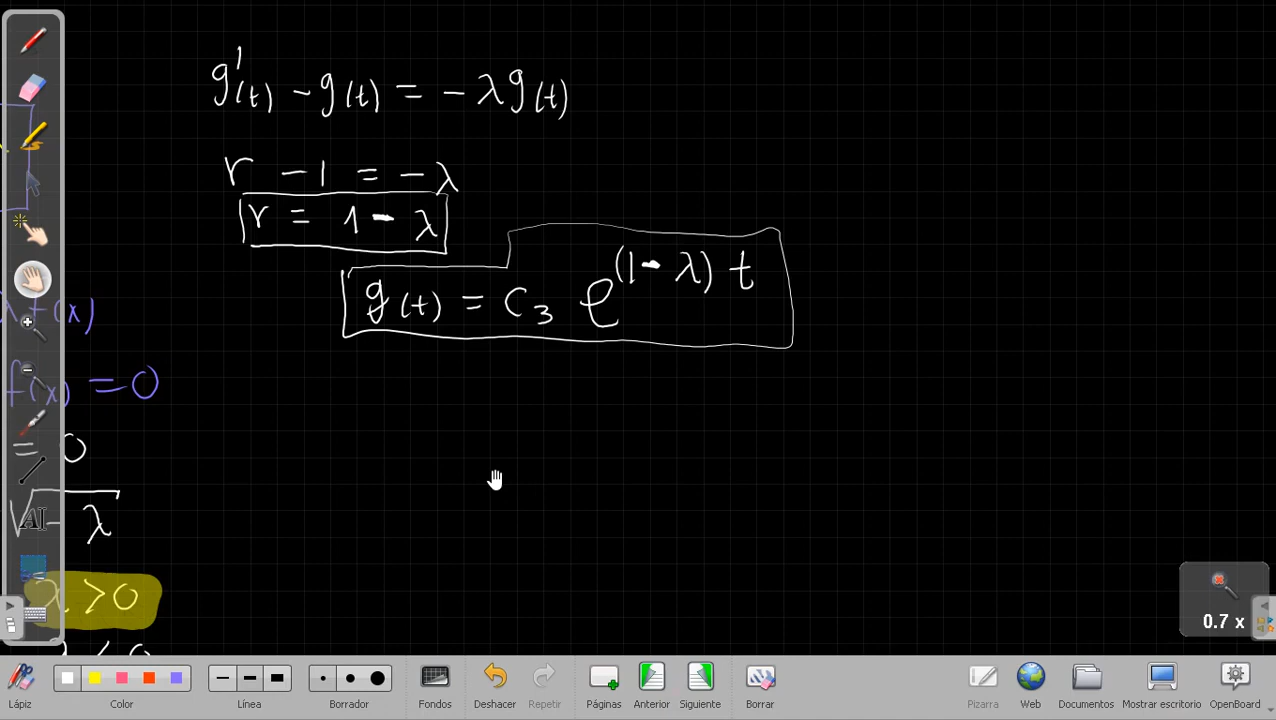 g'(t) - g(t) = - λg(t)
r - 1 = - λ
r = 1 - λ
g(t) = c₃ e^(1 - λ) t
λ f(x)
f(x) = 0
= 0
√- λ
λ > 0
AI
0.7 x
Lápiz
Color
Línea
Borrador
Fondos
Deshacer
Repetir
Páginas
Anterior
Siguiente
Borrar
Pizarra
Web
Documentos
Mostrar escritorio
OpenBoard